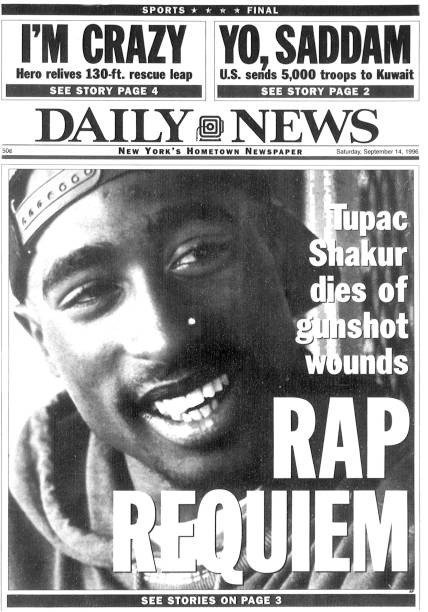 SPORTS ★ ★ ★ ★ FINAL
I'M CRAZY
Hero relives 130-ft. rescue leap
SEE STORY PAGE 4
YO, SADDAM
U.S. sends 5,000 troops to Kuwait
SEE STORY PAGE 2
DAILY NEWS
50¢
NEW YORK'S HOMETOWN NEWSPAPER
Saturday, September 14, 1996
Tupac
Shakur
dies of
gunshot
wounds
RAP
REQUIEM
AP
SEE STORIES ON PAGE 3